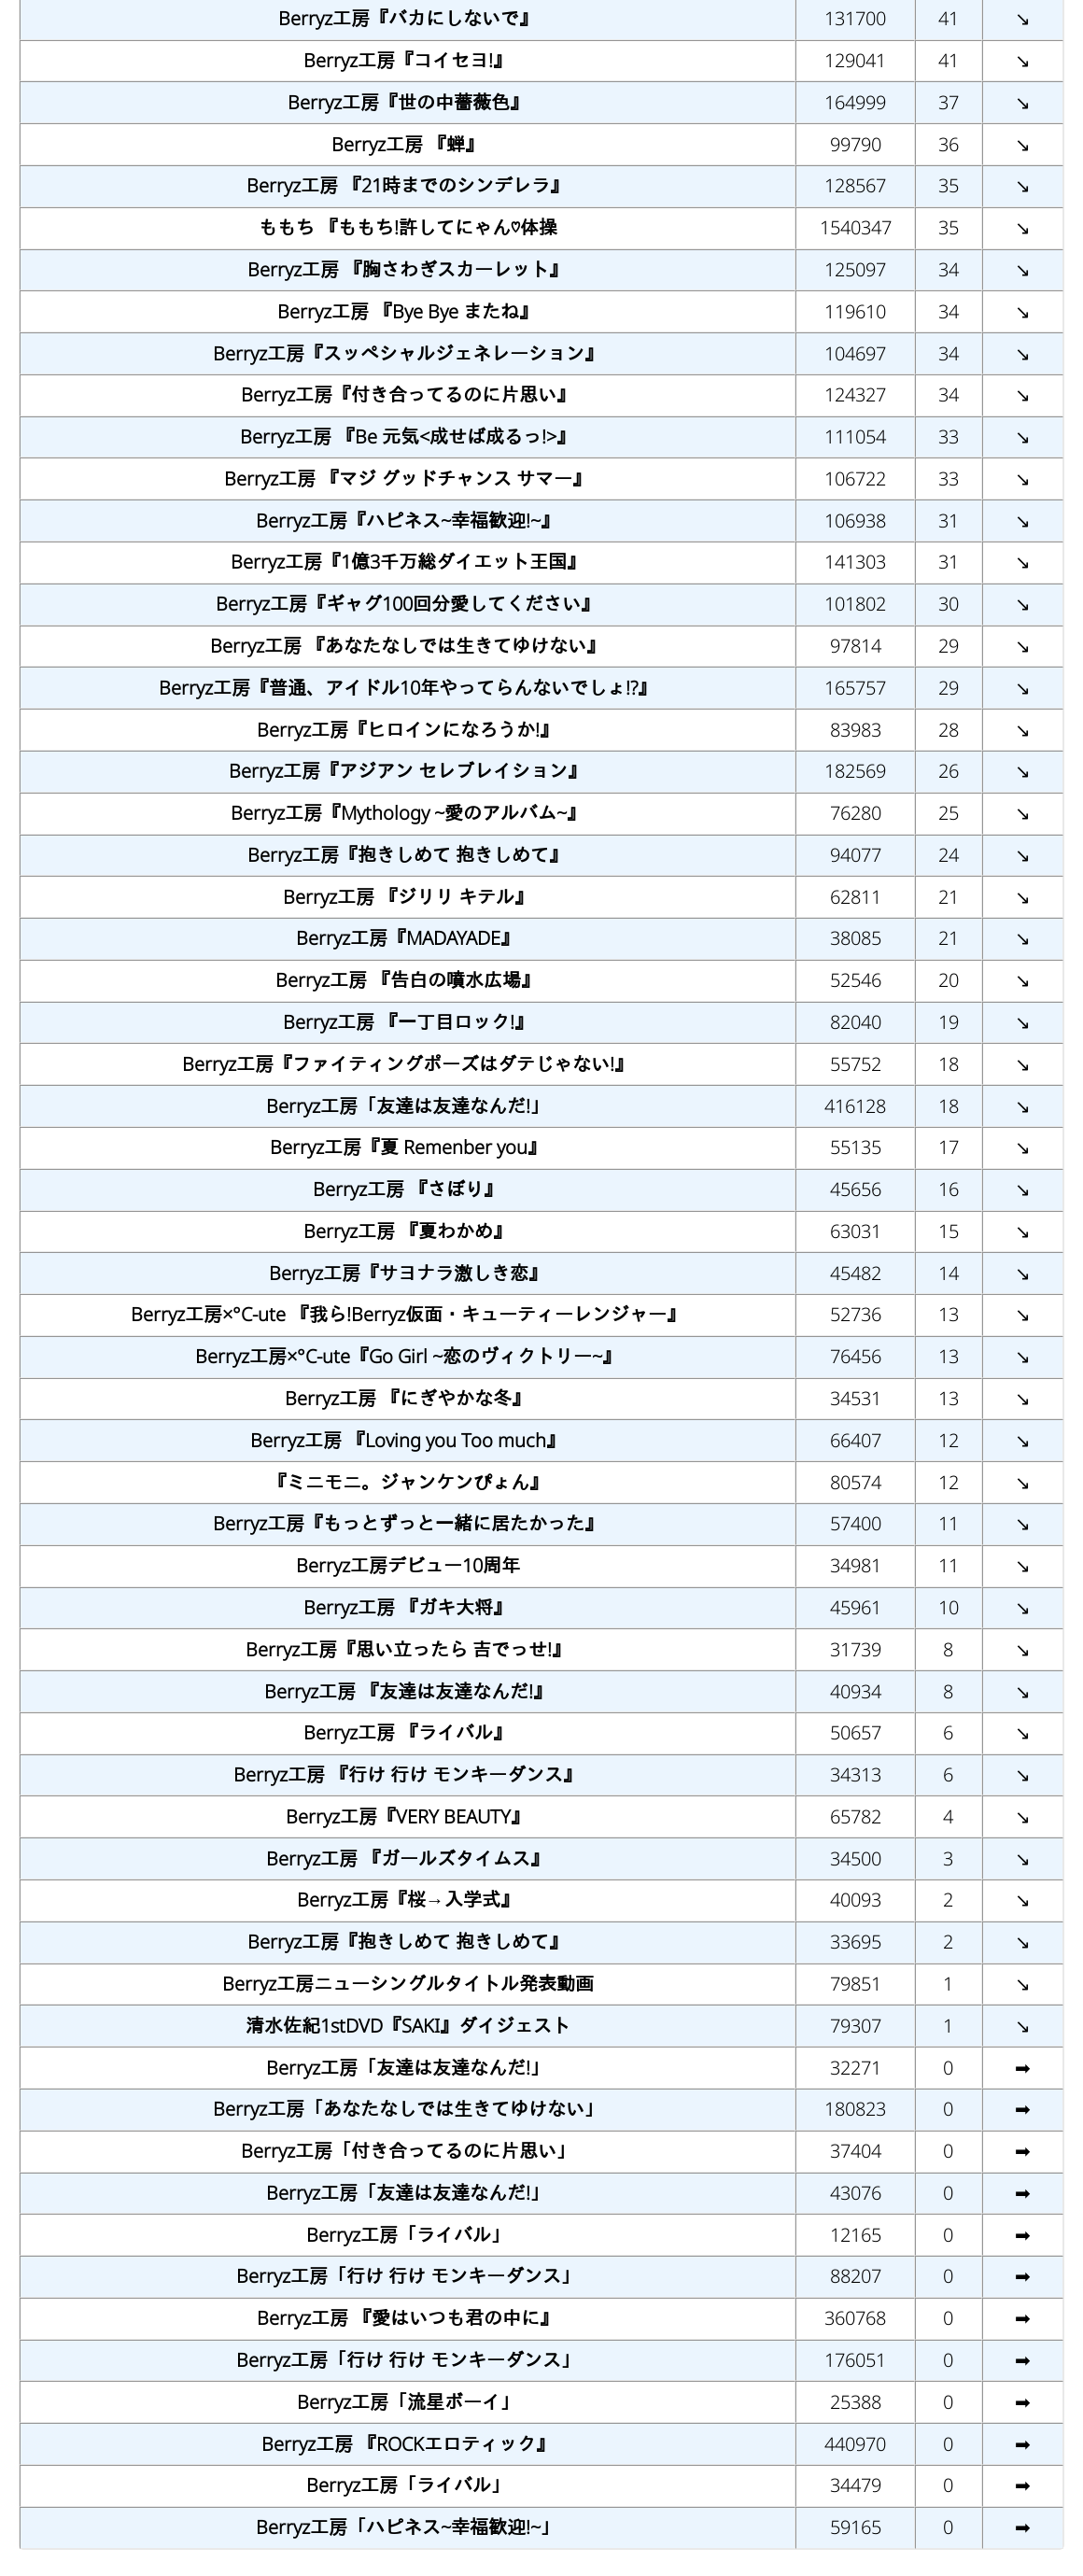 Berryz工房『バカにしないで』 131700 41 ↘
Berryz工房『コイセヨ!』 129041 41 ↘
Berryz工房『世の中薔薇色』 164999 37 ↘
Berryz工房 『蝉』 99790 36 ↘
Berryz工房 『21時までのシンデレラ』 128567 35 ↘
ももち 『ももち!許してにゃん♡体操 1540347 35 ↘
Berryz工房 『胸さわぎスカーレット』 125097 34 ↘
Berryz工房 『Bye Bye またね』 119610 34 ↘
Berryz工房『スッペシャルジェネレーション』 104697 34 ↘
Berryz工房『付き合ってるのに片思い』 124327 34 ↘
Berryz工房 『Be 元気<成せば成るっ!>』 111054 33 ↘
Berryz工房 『マジ グッドチャンス サマー』 106722 33 ↘
Berryz工房『ハピネス~幸福歓迎!~』 106938 31 ↘
Berryz工房『1億3千万総ダイエット王国』 141303 31 ↘
Berryz工房『ギャグ100回分愛してください』 101802 30 ↘
Berryz工房 『あなたなしでは生きてゆけない』 97814 29 ↘
Berryz工房『普通、アイドル10年やってらんないでしょ!?』 165757 29 ↘
Berryz工房『ヒロインになろうか!』 83983 28 ↘
Berryz工房『アジアン セレブレイション』 182569 26 ↘
Berryz工房『Mythology ~愛のアルバム~』 76280 25 ↘
Berryz工房『抱きしめて 抱きしめて』 94077 24 ↘
Berryz工房 『ジリリ キテル』 62811 21 ↘
Berryz工房『MADAYADE』 38085 21 ↘
Berryz工房 『告白の噴水広場』 52546 20 ↘
Berryz工房 『一丁目ロック!』 82040 19 ↘
Berryz工房『ファイティングポーズはダテじゃない!』 55752 18 ↘
Berryz工房「友達は友達なんだ!」 416128 18 ↘
Berryz工房『夏 Remenber you』 55135 17 ↘
Berryz工房 『さぼり』 45656 16 ↘
Berryz工房 『夏わかめ』 63031 15 ↘
Berryz工房『サヨナラ激しき恋』 45482 14 ↘
Berryz工房×°C-ute 『我ら!Berryz仮面・キューティーレンジャー』 52736 13 ↘
Berryz工房×°C-ute『Go Girl ~恋のヴィクトリー~』 76456 13 ↘
Berryz工房 『にぎやかな冬』 34531 13 ↘
Berryz工房 『Loving you Too much』 66407 12 ↘
『ミニモニ。ジャンケンぴょん』 80574 12 ↘
Berryz工房『もっとずっと一緒に居たかった』 57400 11 ↘
Berryz工房デビュー10周年 34981 11 ↘
Berryz工房 『ガキ大将』 45961 10 ↘
Berryz工房『思い立ったら 吉でっせ!』 31739 8 ↘
Berryz工房 『友達は友達なんだ!』 40934 8 ↘
Berryz工房 『ライバル』 50657 6 ↘
Berryz工房 『行け 行け モンキーダンス』 34313 6 ↘
Berryz工房『VERY BEAUTY』 65782 4 ↘
Berryz工房 『ガールズタイムス』 34500 3 ↘
Berryz工房『桜→入学式』 40093 2 ↘
Berryz工房『抱きしめて 抱きしめて』 33695 2 ↘
Berryz工房ニューシングルタイトル発表動画 79851 1 ↘
清水佐紀1stDVD『SAKI』ダイジェスト 79307 1 ↘
Berryz工房「友達は友達なんだ!」 32271 0 ➡
Berryz工房「あなたなしでは生きてゆけない」 180823 0 ➡
Berryz工房「付き合ってるのに片思い」 37404 0 ➡
Berryz工房「友達は友達なんだ!」 43076 0 ➡
Berryz工房「ライバル」 12165 0 ➡
Berryz工房「行け 行け モンキーダンス」 88207 0 ➡
Berryz工房 『愛はいつも君の中に』 360768 0 ➡
Berryz工房「行け 行け モンキーダンス」 176051 0 ➡
Berryz工房「流星ボーイ」 25388 0 ➡
Berryz工房 『ROCKエロティック』 440970 0 ➡
Berryz工房「ライバル」 34479 0 ➡
Berryz工房「ハピネス~幸福歓迎!~」 59165 0 ➡